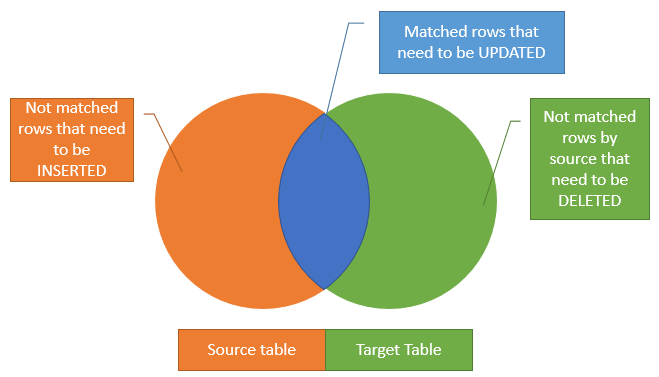 Matched rows that
need to be UPDATED
Not matched
rows that need
to be
INSERTED
Not matched
rows by
source that
need to be
DELETED
Source table
Target Table